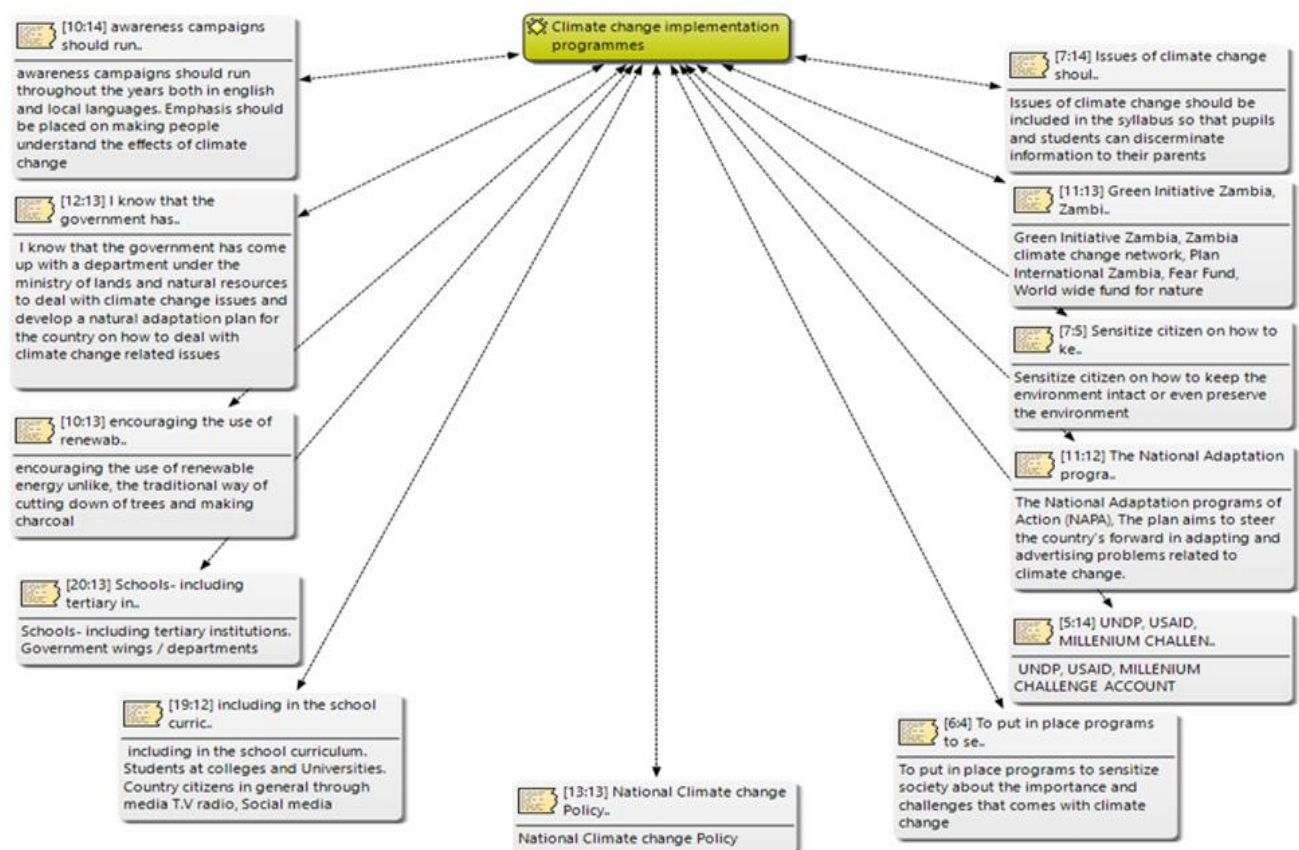 Climate change implementation
programmes
[10:14] awareness campaigns
should run..
awareness campaigns should run
throughout the years both in english
and local languages. Emphasis should
be placed on making people
understand the effects of climate
change
[12:13] I know that the
government has..
I know that the government has come
up with a department under the
ministry of lands and natural resources
to deal with climate change issues and
develop a natural adaptation plan for
the country on how to deal with
climate change related issues
[10:13] encouraging the use of
renewab..
encouraging the use of renewable
energy unlike, the traditional way of
cutting down of trees and making
charcoal
[20:13] Schools- including
tertiary in..
Schools- including tertiary institutions.
Government wings / departments
[19:12] including in the school
curric..
including in the school curriculum.
Students at colleges and Universities.
Country citizens in general through
media T.V radio, Social media
[13:13] National Climate change
Policy..
National Climate change Policy
[7:14] Issues of climate change
shoul..
Issues of climate change should be
included in the syllabus so that pupils
and students can discerminate
information to their parents
[11:13] Green Initiative Zambia,
Zambi..
Green Initiative Zambia, Zambia
climate change network, Plan
International Zambia, Fear Fund,
World wide fund for nature
[7:5] Sensitize citizen on how to
ke..
Sensitize citizen on how to keep the
environment intact or even preserve
the environment
[11:12] The National Adaptation
progra..
The National Adaptation programs of
Action (NAPA), The plan aims to steer
the country's forward in adapting and
advertising problems related to
climate change.
[5:14] UNDP, USAID,
MILLENIUM CHALLEN..
UNDP, USAID, MILLENIUM
CHALLENGE ACCOUNT
[6:4] To put in place programs
to se..
To put in place programs to sensitize
society about the importance and
challenges that comes with climate
change